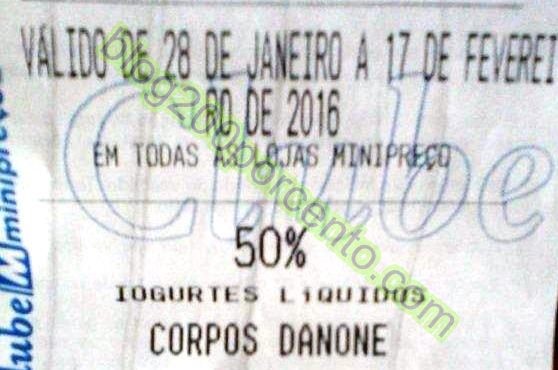 VÁLIDO DE 28 DE JANEIRO A 17 DE FEVEREI
RO DE 2016
EM TODAS AS LOJAS MINIPREÇO
Clube
50%
IOGURTES LíQUIDOS
CORPOS DANONE
blog200porcento.com
Clube Minipreço